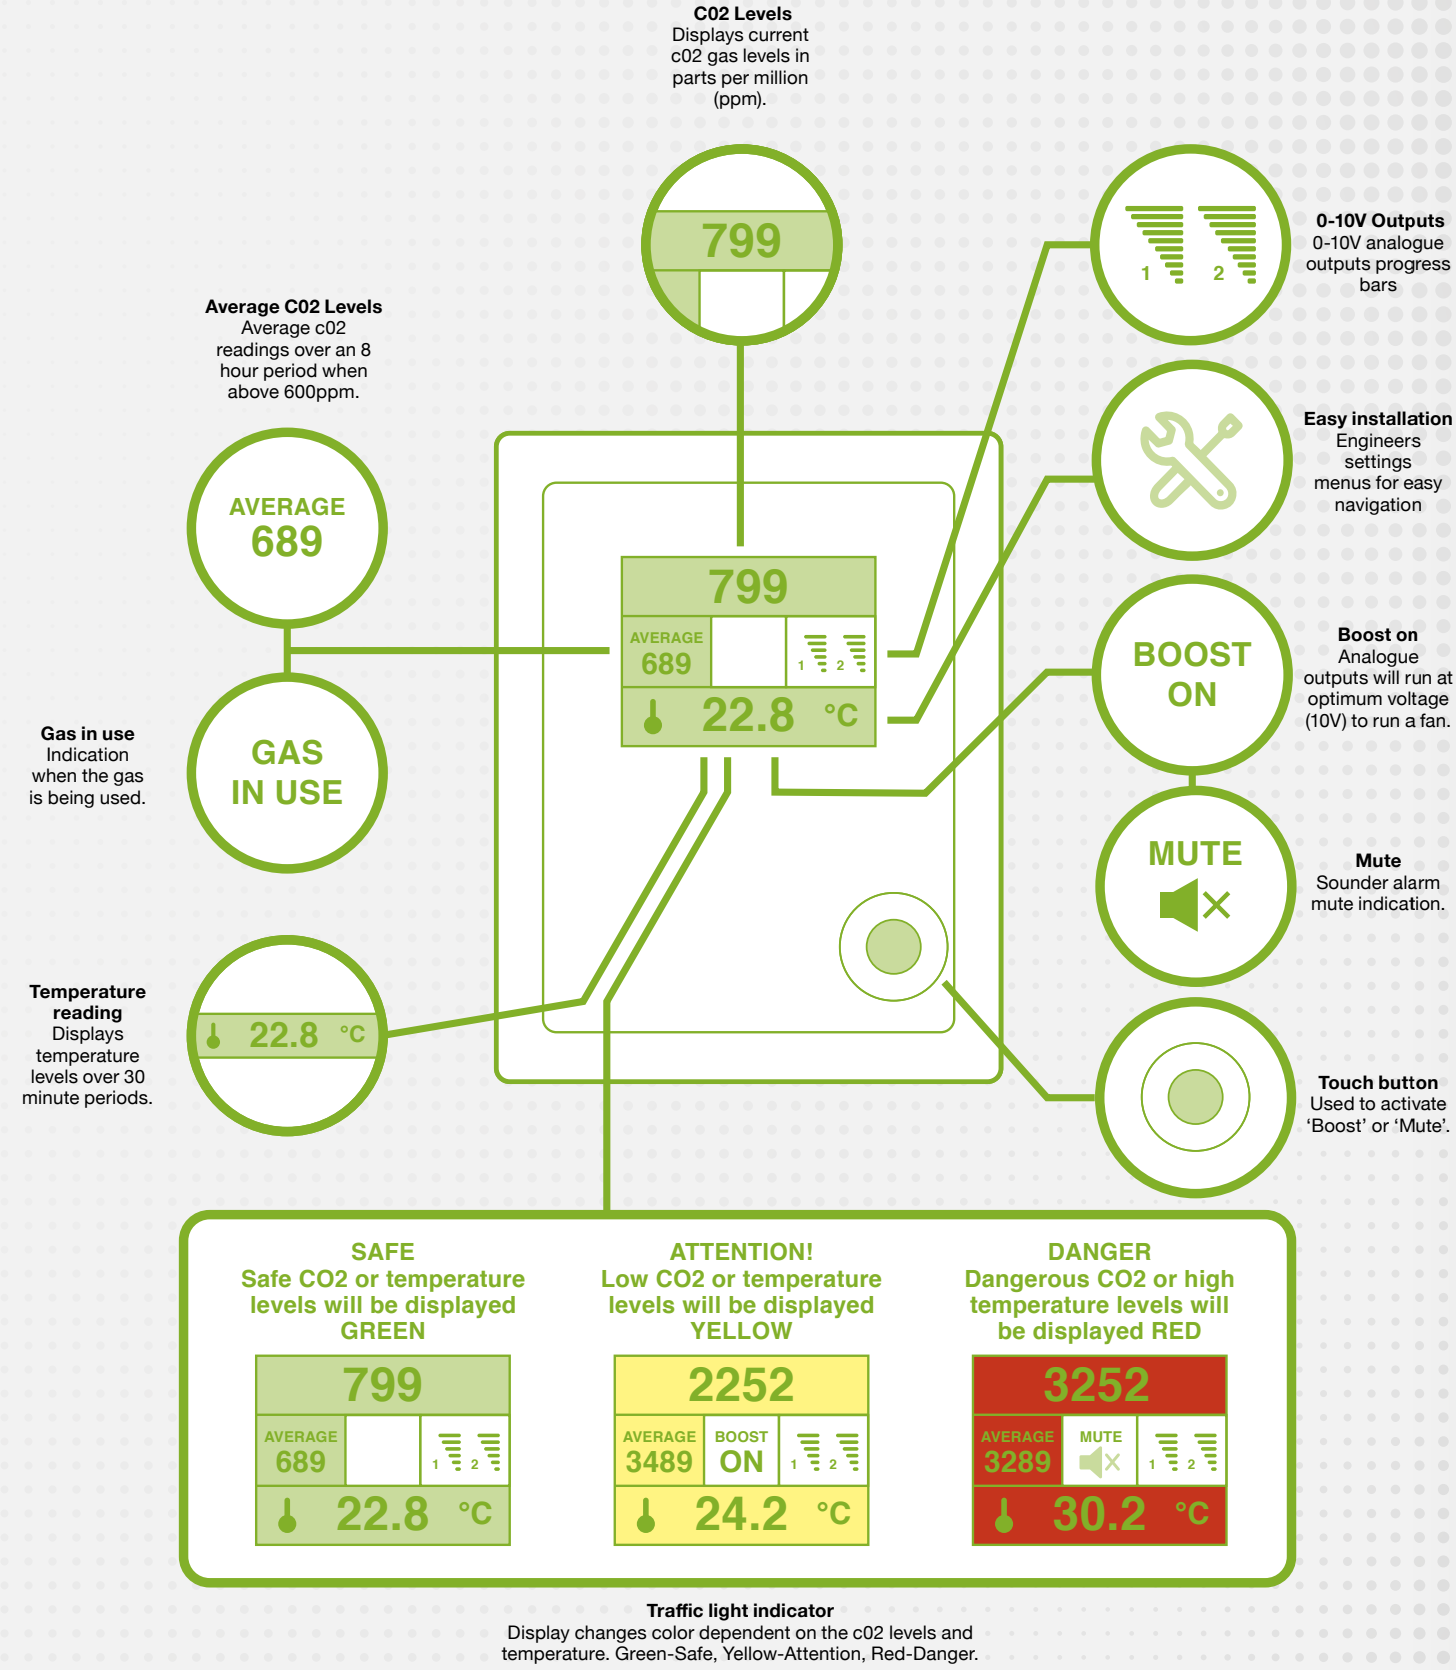 C02 Levels
Displays current
c02 gas levels in
parts per million
(ppm).
799
1 2
0-10V Outputs
0-10V analogue
outputs progress
bars
Average C02 Levels
Average c02
readings over an 8
hour period when
above 600ppm.
AVERAGE
689
Easy installation
Engineers
settings
menus for easy
navigation
799
AVERAGE
689
1 2
22.8 °C
BOOST
ON
Boost on
Analogue
outputs will run at
optimum voltage
(10V) to run a fan.
Gas in use
Indication
when the gas
is being used.
GAS
IN USE
MUTE
Mute
Sounder alarm
mute indication.
Temperature
reading
Displays
temperature
levels over 30
minute periods.
22.8 °C
Touch button
Used to activate
‘Boost’ or ‘Mute’.
SAFE
Safe CO2 or temperature
levels will be displayed
GREEN
799
AVERAGE
689
1 2
22.8 °C
ATTENTION!
Low CO2 or temperature
levels will be displayed
YELLOW
2252
AVERAGE BOOST
3489 ON 1 2
24.2 °C
DANGER
Dangerous CO2 or high
temperature levels will
be displayed RED
3252
AVERAGE MUTE
3289 1 2
30.2 °C
Traffic light indicator
Display changes color dependent on the c02 levels and
temperature. Green-Safe, Yellow-Attention, Red-Danger.